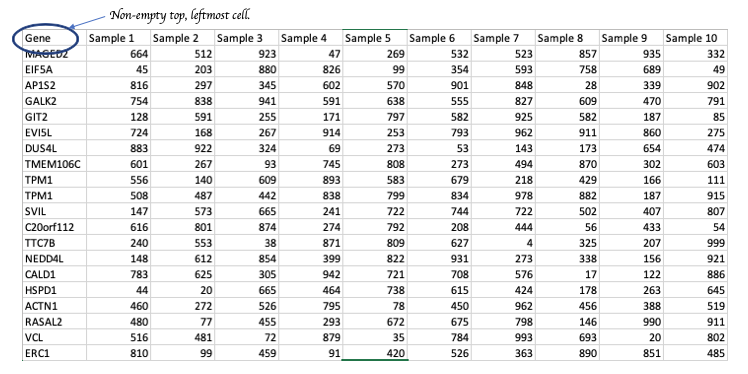 Non-empty top, leftmost cell.
Gene Sample 1 Sample 2 Sample 3 Sample 4 Sample 5 Sample 6 Sample 7 Sample 8 Sample 9 Sample 10
MAGED2 664 512 923 47 269 532 523 857 935 332
EIF5A 45 203 880 826 99 354 593 758 689 49
AP1S2 816 297 345 602 570 901 848 28 339 902
GALK2 754 838 941 591 638 555 827 609 470 791
GIT2 128 591 255 171 797 582 925 582 187 85
EVI5L 724 168 267 914 253 793 962 911 860 275
DUS4L 883 922 324 69 273 53 143 173 654 474
TMEM106C 601 267 93 745 808 273 494 870 302 603
TPM1 556 140 609 893 583 679 218 429 166 111
TPM1 508 487 442 838 799 834 978 882 187 915
SVIL 147 573 665 241 722 744 722 502 407 807
C20orf112 616 801 874 274 792 208 444 56 433 54
TTC7B 240 553 38 871 809 627 4 325 207 999
NEDD4L 148 612 854 399 822 931 273 338 156 921
CALD1 783 625 305 942 721 708 576 17 122 886
HSPD1 44 20 665 464 738 615 424 178 263 645
ACTN1 460 272 526 795 78 450 962 456 388 519
RASAL2 480 77 455 293 672 675 798 146 990 911
VCL 516 481 72 879 35 784 993 693 20 802
ERC1 810 99 459 91 420 526 363 890 851 485